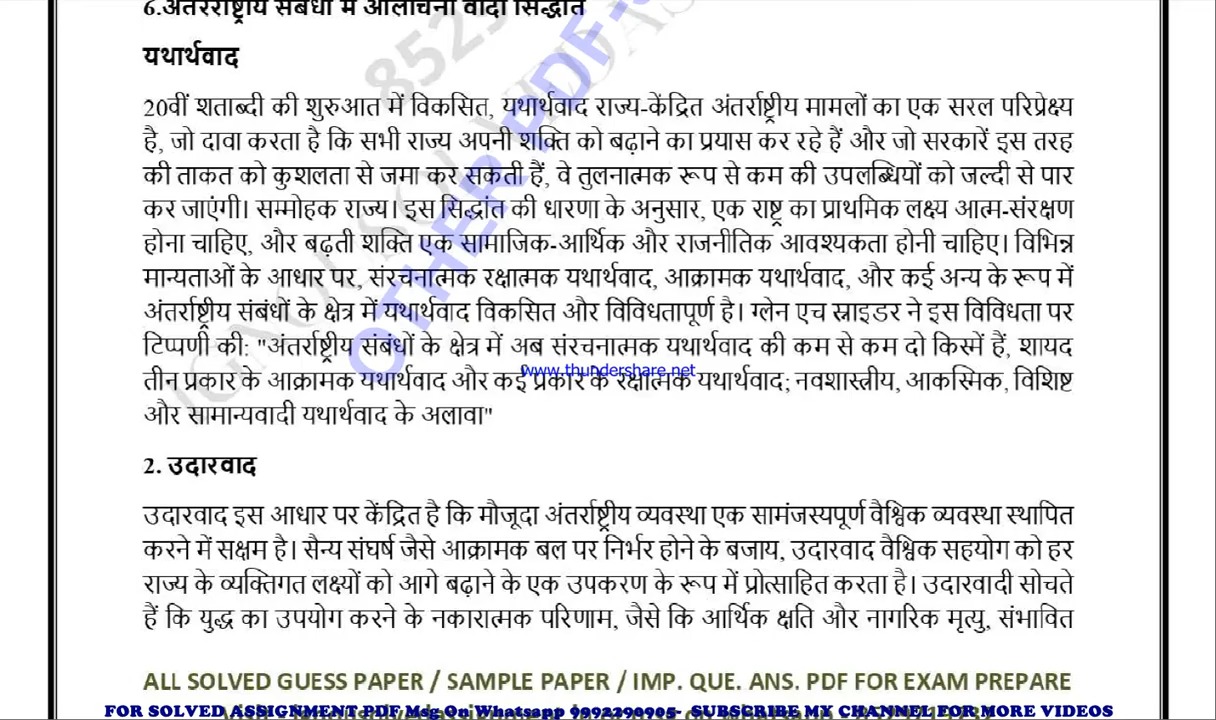 6.अंतरराष्ट्रीय संबंधों में आलोचना वादी सिद्धांत
यथार्थवाद
20वीं शताब्दी की शुरुआत में विकसित, यथार्थवाद राज्य-केंद्रित अंतर्राष्ट्रीय मामलों का एक सरल परिप्रेक्ष्य
है, जो दावा करता है कि सभी राज्य अपनी शक्ति को बढ़ाने का प्रयास कर रहे हैं और जो सरकारें इस तरह
की ताकत को कुशलता से जमा कर सकती हैं, वे तुलनात्मक रूप से कम की उपलब्धियों को जल्दी से पार
कर जाएंगी। सम्मोहक राज्य। इस सिद्धांत की धारणा के अनुसार, एक राष्ट्र का प्राथमिक लक्ष्य आत्म-संरक्षण
होना चाहिए, और बढ़ती शक्ति एक सामाजिक-आर्थिक और राजनीतिक आवश्यकता होनी चाहिए। विभिन्न
मान्यताओं के आधार पर, संरचनात्मक रक्षात्मक यथार्थवाद, आक्रामक यथार्थवाद, और कई अन्य के रूप में
अंतर्राष्ट्रीय संबंधों के क्षेत्र में यथार्थवाद विकसित और विविधतापूर्ण है। ग्लेन एच स्नाइडर ने इस विविधता पर
टिप्पणी की: "अंतर्राष्ट्रीय संबंधों के क्षेत्र में अब संरचनात्मक यथार्थवाद की कम से कम दो किस्में हैं, शायद
www.thundershare.net
तीन प्रकार के आक्रामक यथार्थवाद और कई प्रकार के रक्षात्मक यथार्थवाद; नवशास्त्रीय, आकस्मिक, विशिष्ट
और सामान्यवादी यथार्थवाद के अलावा"
2. उदारवाद
उदारवाद इस आधार पर केंद्रित है कि मौजूदा अंतर्राष्ट्रीय व्यवस्था एक सामंजस्यपूर्ण वैश्विक व्यवस्था स्थापित
करने में सक्षम है। सैन्य संघर्ष जैसे आक्रामक बल पर निर्भर होने के बजाय, उदारवाद वैश्विक सहयोग को हर
राज्य के व्यक्तिगत लक्ष्यों को आगे बढ़ाने के एक उपकरण के रूप में प्रोत्साहित करता है। उदारवादी सोचते
हैं कि युद्ध का उपयोग करने के नकारात्मक परिणाम, जैसे कि आर्थिक क्षति और नागरिक मृत्यु, संभावित
ALL SOLVED GUESS PAPER / SAMPLE PAPER / IMP. QUE. ANS. PDF FOR EXAM PREPARE
FOR SOLVED ASSIGNMENT PDF Msg On Whatsapp 9992290905- SUBSCRIBE MY CHANNEL FOR MORE VIDEOS